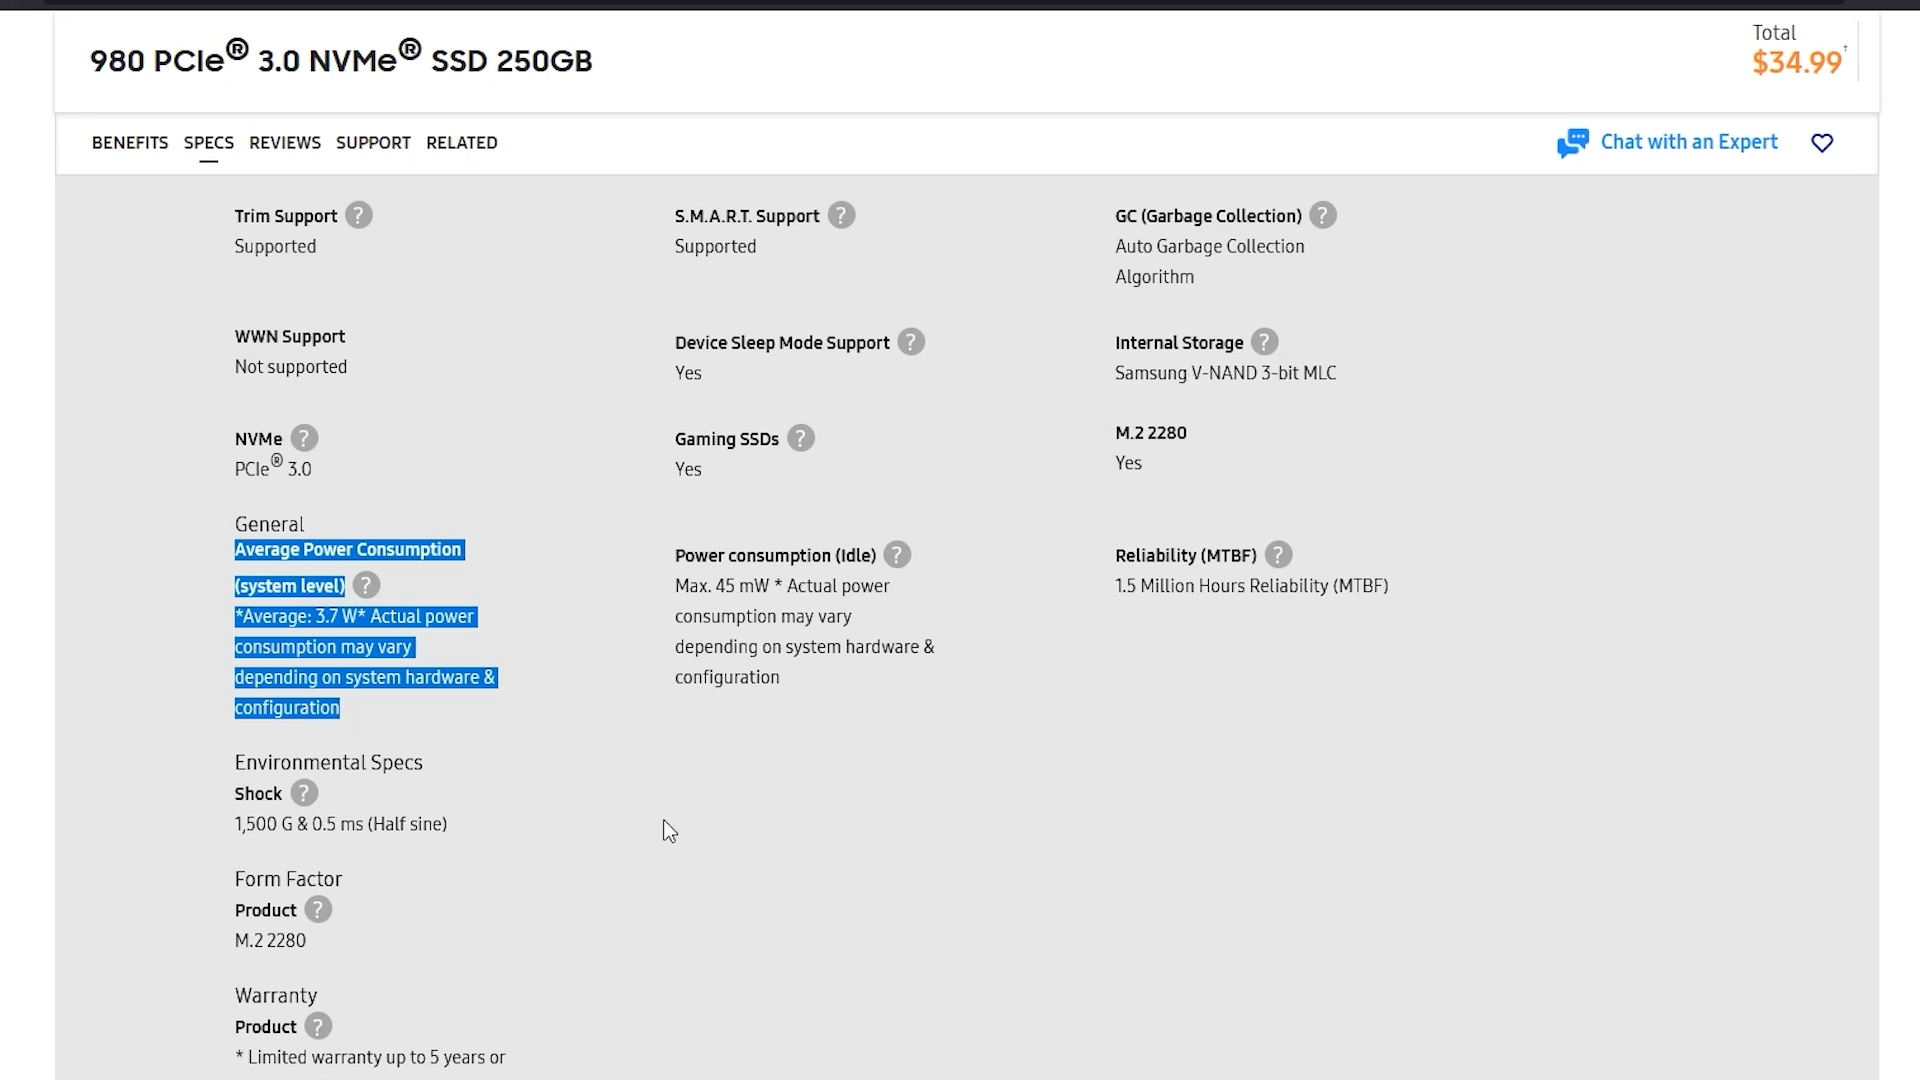 980 PCIe® 3.0 NVMe® SSD 250GB
Total
$34.99†
BENEFITS SPECS REVIEWS SUPPORT RELATED
Chat with an Expert
Trim Support ?
Supported
S.M.A.R.T. Support ?
Supported
GC (Garbage Collection) ?
Auto Garbage Collection
Algorithm
WWN Support
Not supported
Device Sleep Mode Support ?
Yes
Internal Storage ?
Samsung V-NAND 3-bit MLC
NVMe ?
PCIe® 3.0
Gaming SSDs ?
Yes
M.2 2280
Yes
General
Average Power Consumption
(system level) ?
*Average: 3.7 W* Actual power
consumption may vary
depending on system hardware &
configuration
Power consumption (Idle) ?
Max. 45 mW * Actual power
consumption may vary
depending on system hardware &
configuration
Reliability (MTBF) ?
1.5 Million Hours Reliability (MTBF)
Environmental Specs
Shock ?
1,500 G & 0.5 ms (Half sine)
Form Factor
Product ?
M.2 2280
Warranty
Product ?
* Limited warranty up to 5 years or